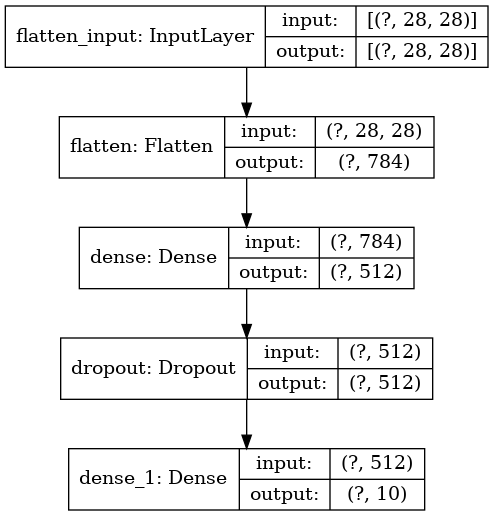 flatten_input: InputLayer
input: [(?, 28, 28)]
output: [(?, 28, 28)]
flatten: Flatten
input: (?, 28, 28)
output: (?, 784)
dense: Dense
input: (?, 784)
output: (?, 512)
dropout: Dropout
input: (?, 512)
output: (?, 512)
dense_1: Dense
input: (?, 512)
output: (?, 10)